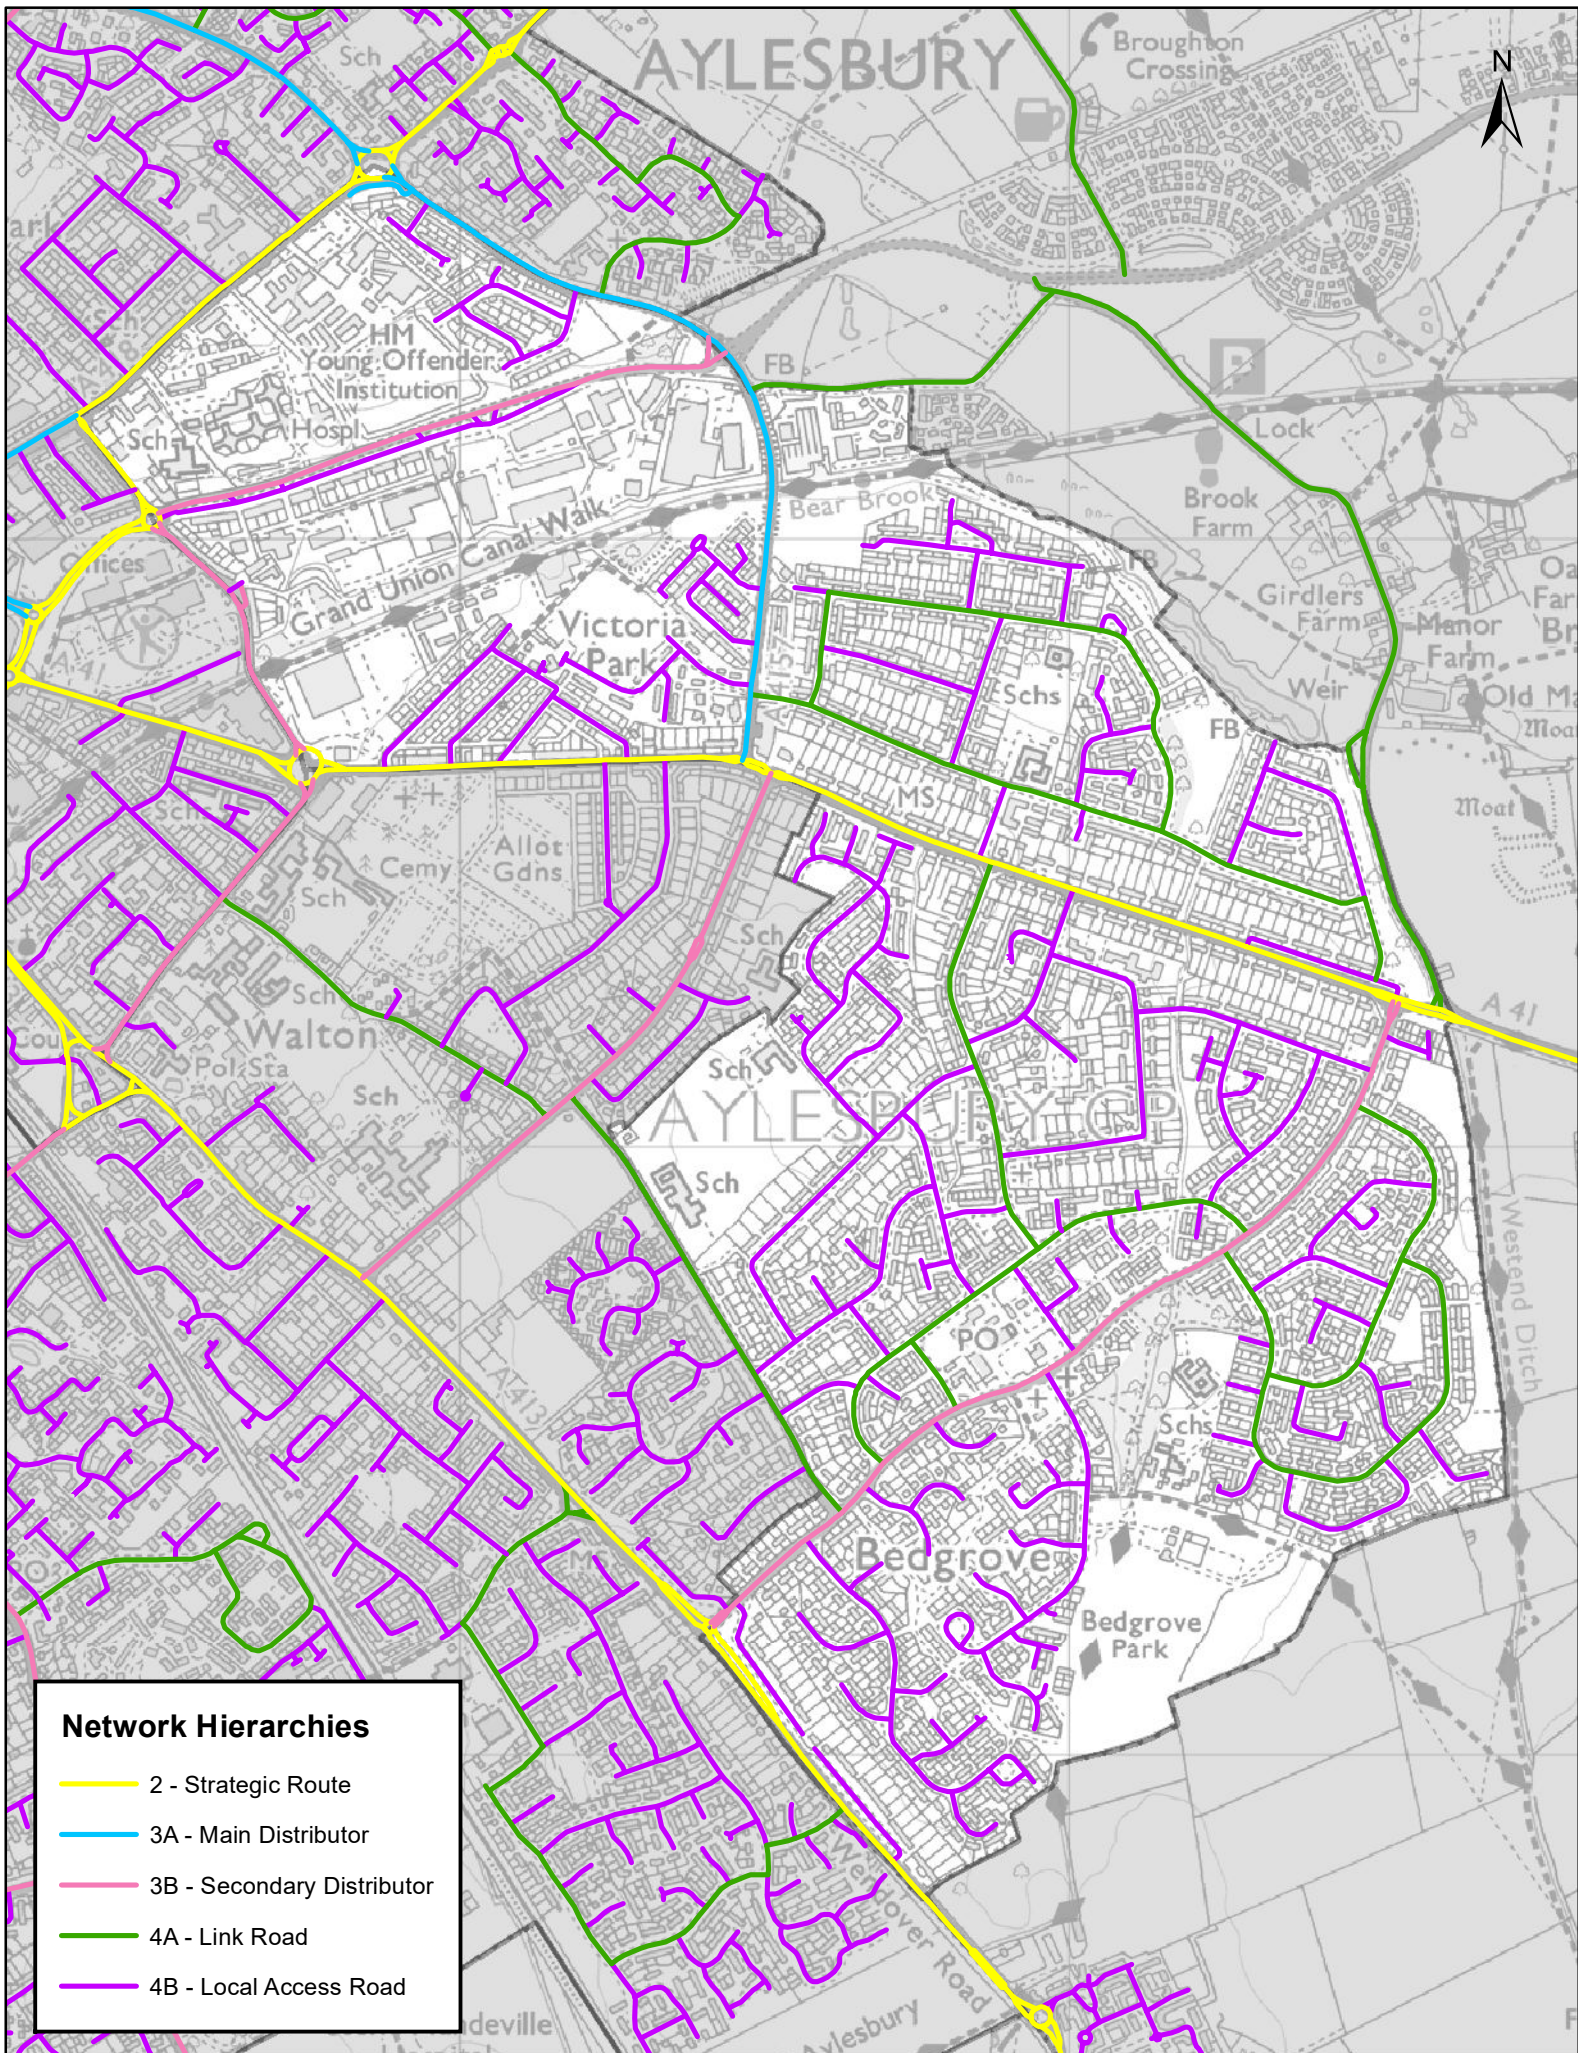 AYLESBURY
Broughton
Crossing
N
Sch
HM
Young Offender
Institution
FB
Sch
Hospl
Lock
Brook
Farm
Bear Brook
Grand Union Canal Walk
Offices
FB
Girdlers
Farm
Manor
Farm
Victoria
Park
A 41
Schs
Weir
FB
MS
Moat
Allot
Gdns
Cemy
Sch
Sch
Sch
Sch
Walton
A 41
Pol Sta
Sch
Sch
AYLESBURY CP
Sch
Westend Ditch
PO
A413
Schs
Bedgrove
Bedgrove
Park
Network Hierarchies
2 - Strategic Route
3A - Main Distributor
3B - Secondary Distributor
4A - Link Road
4B - Local Access Road
Wendover Road
Aylesbury